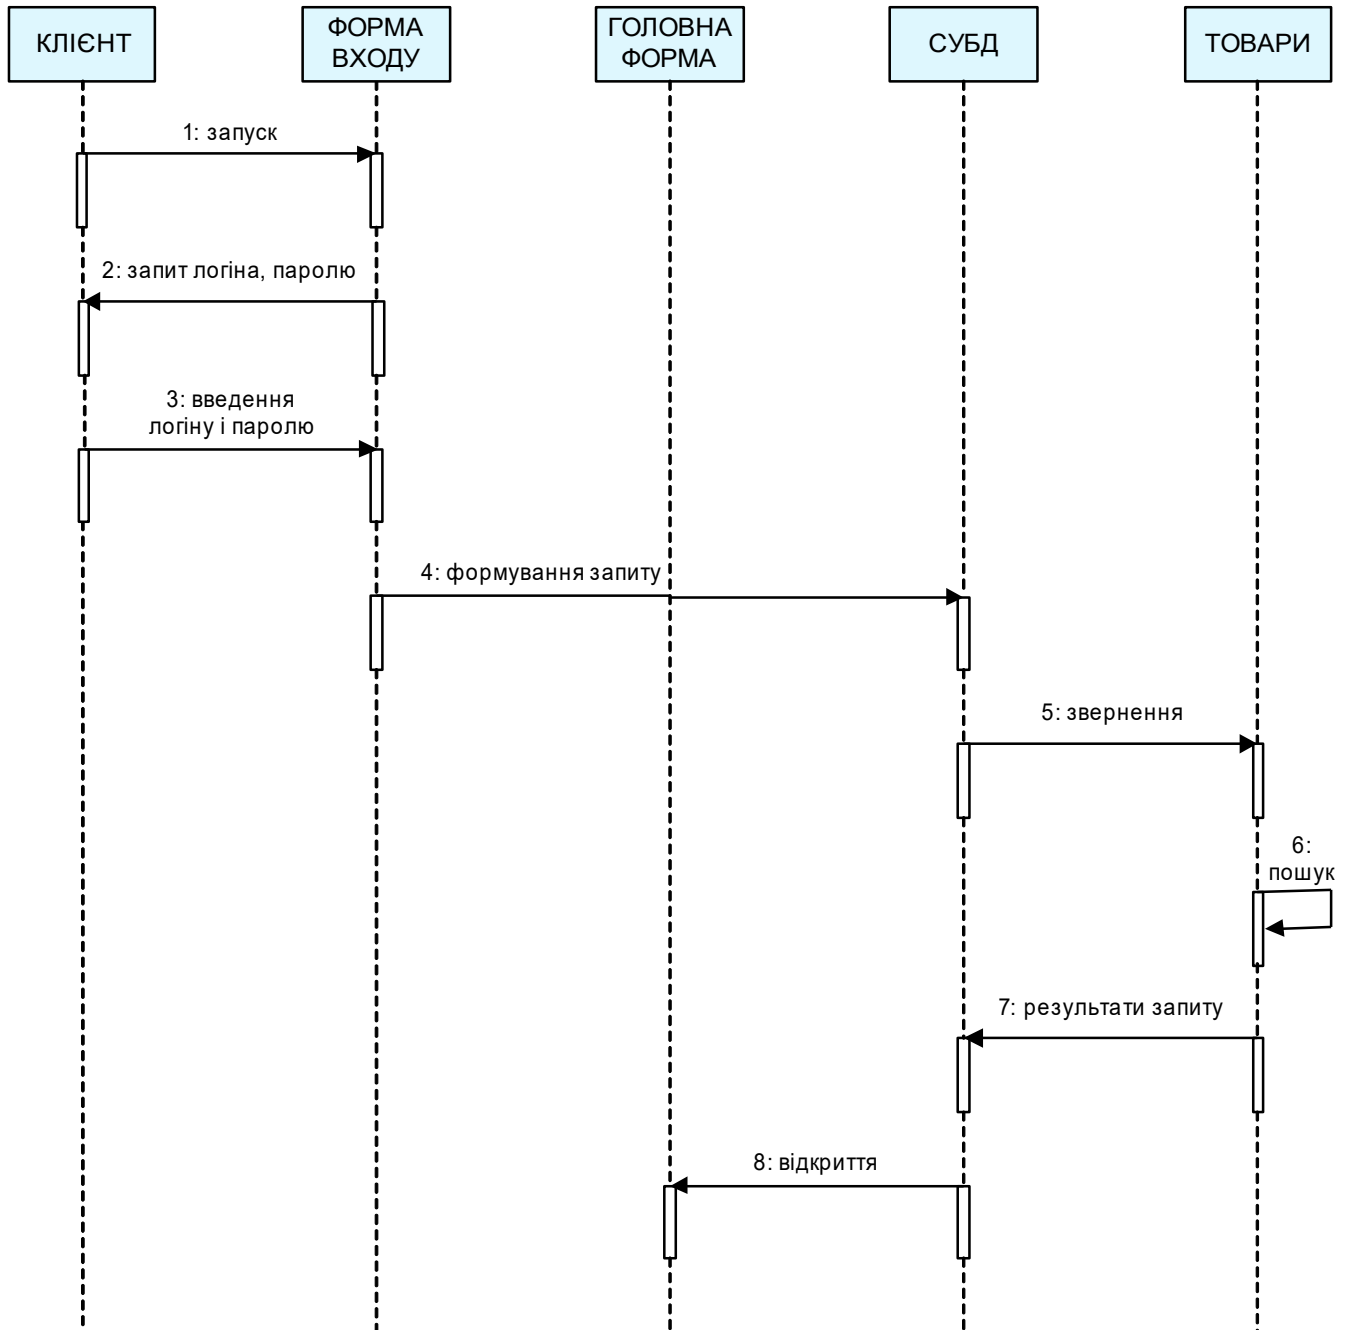 КЛІЄНТ
ФОРМА
ВХОДУ
ГОЛОВНА
ФОРМА
СУБД
ТОВАРИ
1: запуск
2: запит логіна, паролю
3: введення
логіну і паролю
4: формування запиту
5: звернення
6:
пошук
7: результати запиту
8: відкриття